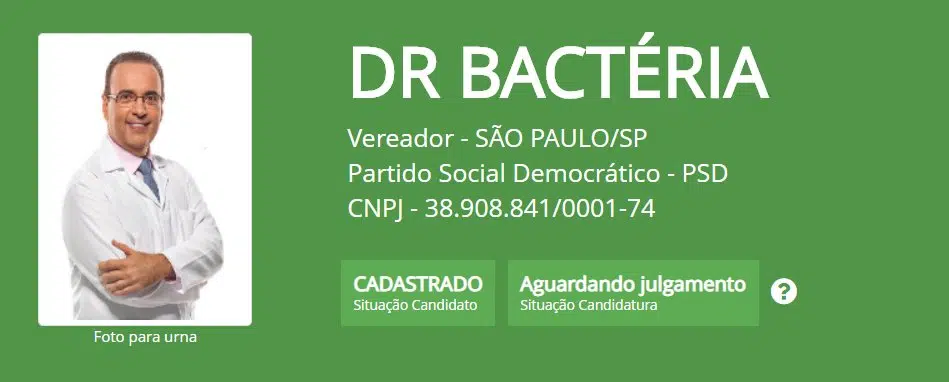 DR BACTÉRIA
Vereador - SÃO PAULO/SP
Partido Social Democrático - PSD
CNPJ - 38.908.841/0001-74
CADASTRADO
Situação Candidato
Aguardando julgamento
Situação Candidatura
?
Foto para urna